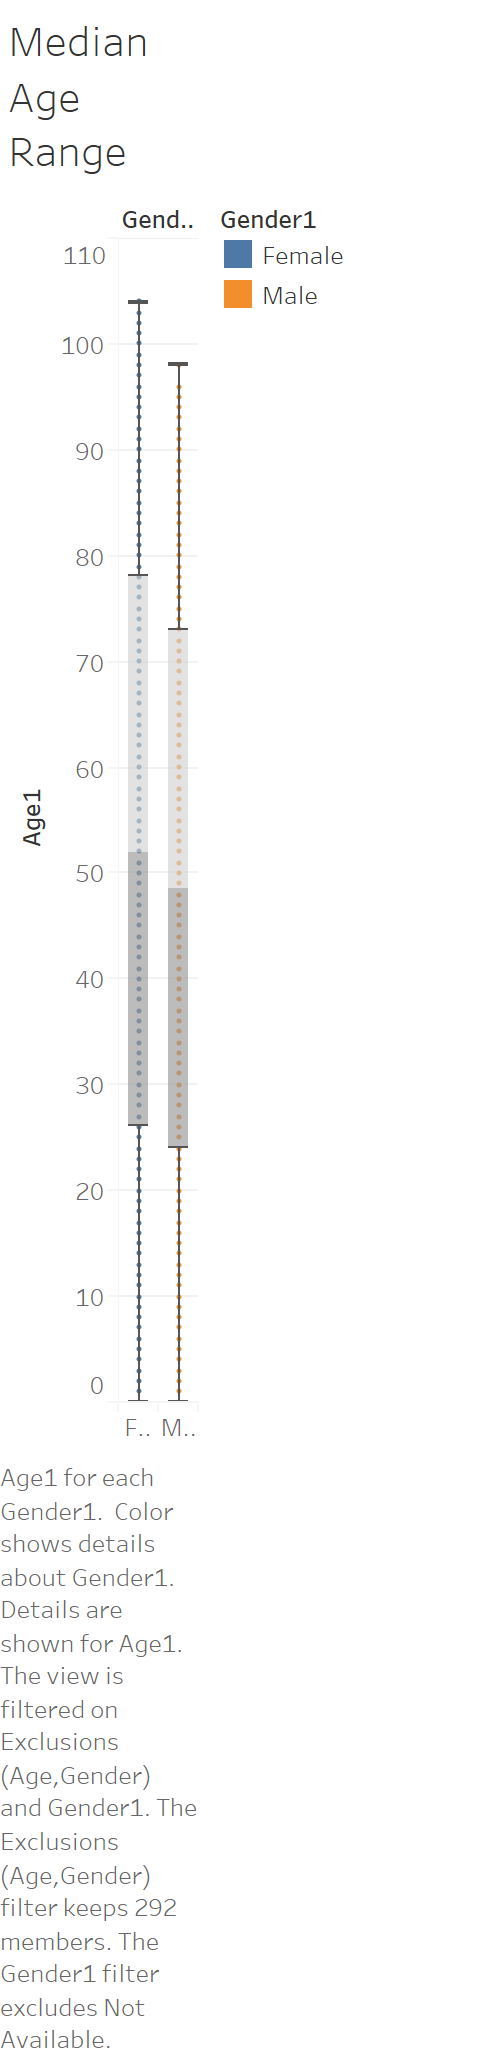 Median
Age
Range
Gend.. Gender1
Female
Male
110
100
90
80
70
60
50
40
30
20
10
0
Age1
F.. M..
Age1 for each
Gender1. Color
shows details
about Gender1.
Details are
shown for Age1.
The view is
filtered on
Exclusions
(Age,Gender)
and Gender1. The
Exclusions
(Age,Gender)
filter keeps 292
members. The
Gender1 filter
excludes Not
Available.